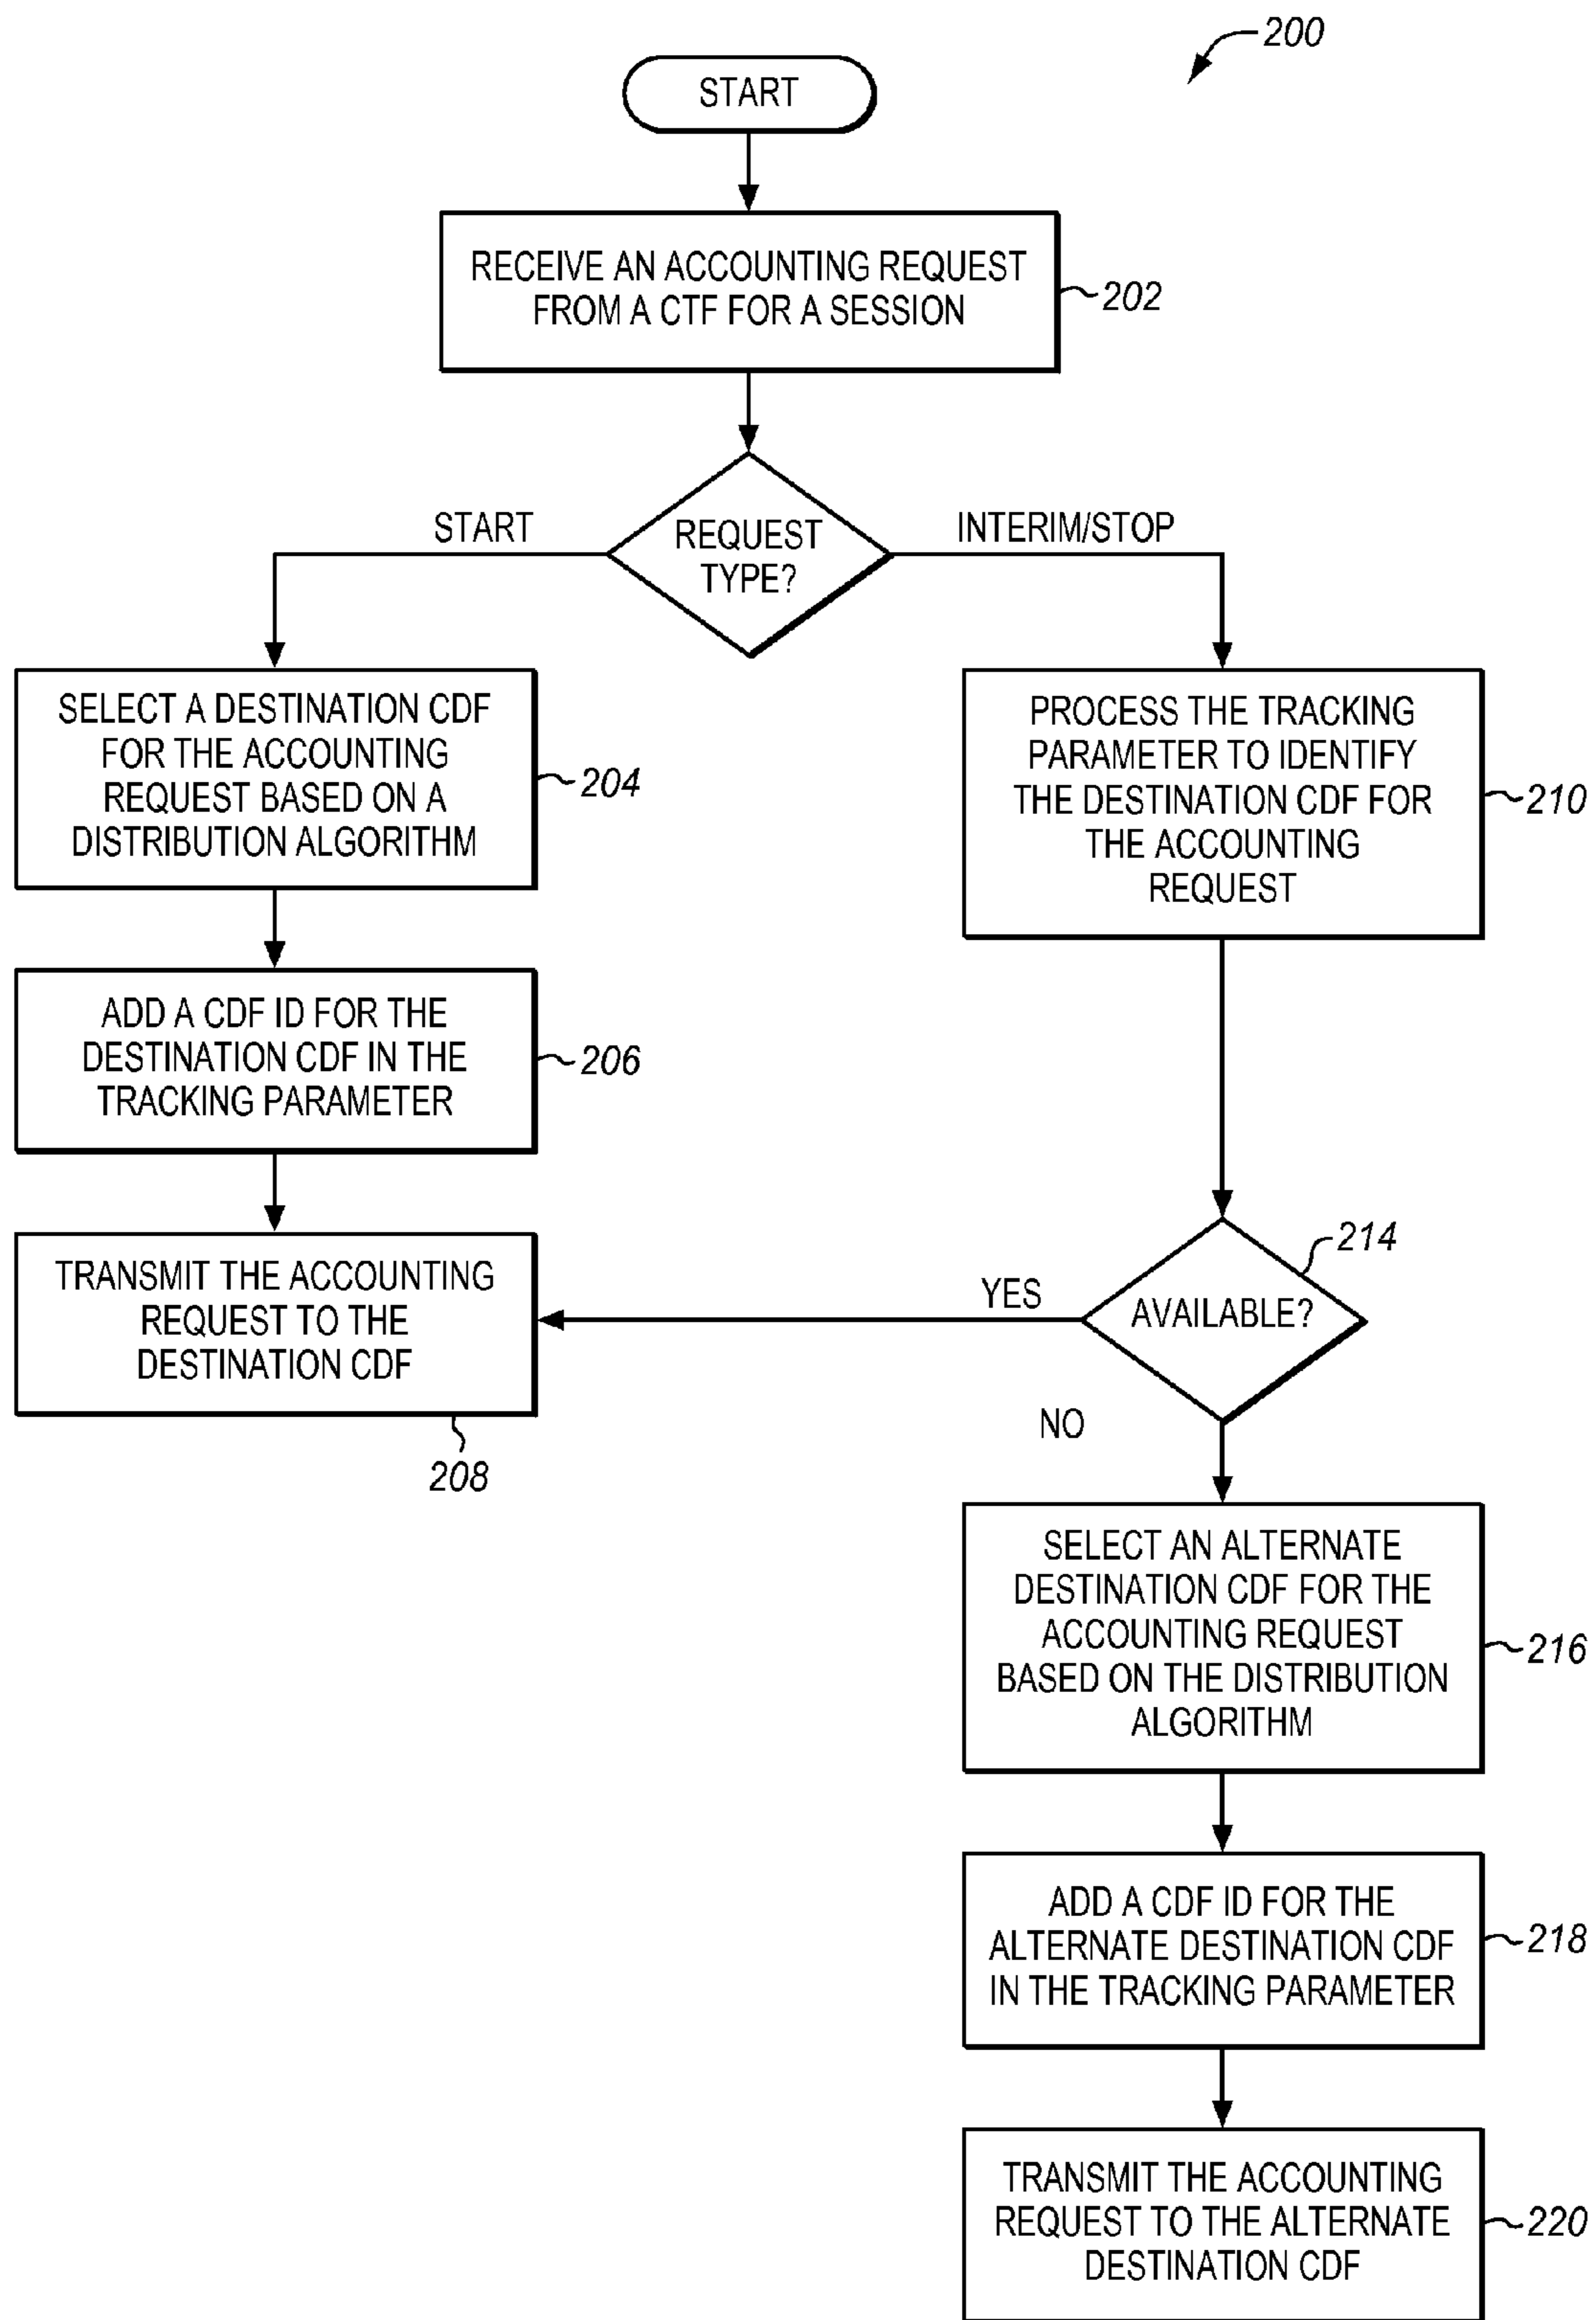 200
START
RECEIVE AN ACCOUNTING REQUEST
FROM A CTF FOR A SESSION
202
REQUEST
TYPE?
START
INTERIM/STOP
SELECT A DESTINATION CDF
FOR THE ACCOUNTING
REQUEST BASED ON A
DISTRIBUTION ALGORITHM
204
ADD A CDF ID FOR THE
DESTINATION CDF IN THE
TRACKING PARAMETER
206
TRANSMIT THE ACCOUNTING
REQUEST TO THE
DESTINATION CDF
208
PROCESS THE TRACKING
PARAMETER TO IDENTIFY
THE DESTINATION CDF FOR
THE ACCOUNTING
REQUEST
210
214
AVAILABLE?
YES
NO
SELECT AN ALTERNATE
DESTINATION CDF FOR THE
ACCOUNTING REQUEST
BASED ON THE DISTRIBUTION
ALGORITHM
216
ADD A CDF ID FOR THE
ALTERNATE DESTINATION CDF
IN THE TRACKING PARAMETER
218
TRANSMIT THE ACCOUNTING
REQUEST TO THE ALTERNATE
DESTINATION CDF
220